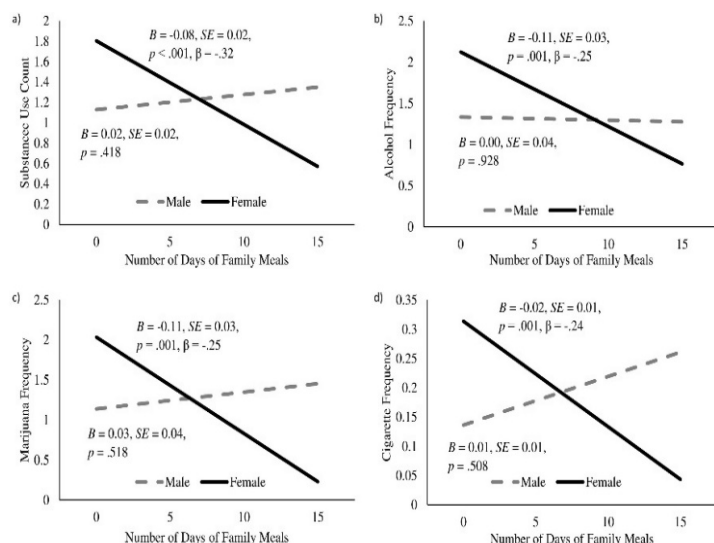 a)
2
1.8
1.6
1.4
1.2
1
0.8
0.6
0.4
0.2
0
Substancec Use Count
B = -0.08, SE = 0.02,
p < .001, β = -.32
B = 0.02, SE = 0.02,
p = .418
Male Female
0 5 10 15
Number of Days of Family Meals
b)
2.5
2
1.5
1
0.5
0
Alcohol Frequency
B = -0.11, SE = 0.03,
p = .001, β = -.25
B = 0.00, SE = 0.04,
p = .928
Male Female
0 5 10 15
Number of Days of Family Meals
c)
2.5
2
1.5
1
0.5
0
Marijuana Frequency
B = -0.11, SE = 0.03,
p = .001, β = -.25
B = 0.03, SE = 0.04,
p = .518
Male Female
0 5 10 15
Number of Days of Family Meals
d)
0.35
0.3
0.25
0.2
0.15
0.1
0.05
0
Cigarette Frequency
B = -0.02, SE = 0.01,
p = .001, β = -.24
B = 0.01, SE = 0.01,
p = .508
Male Female
0 5 10 15
Number of Days of Family Meals